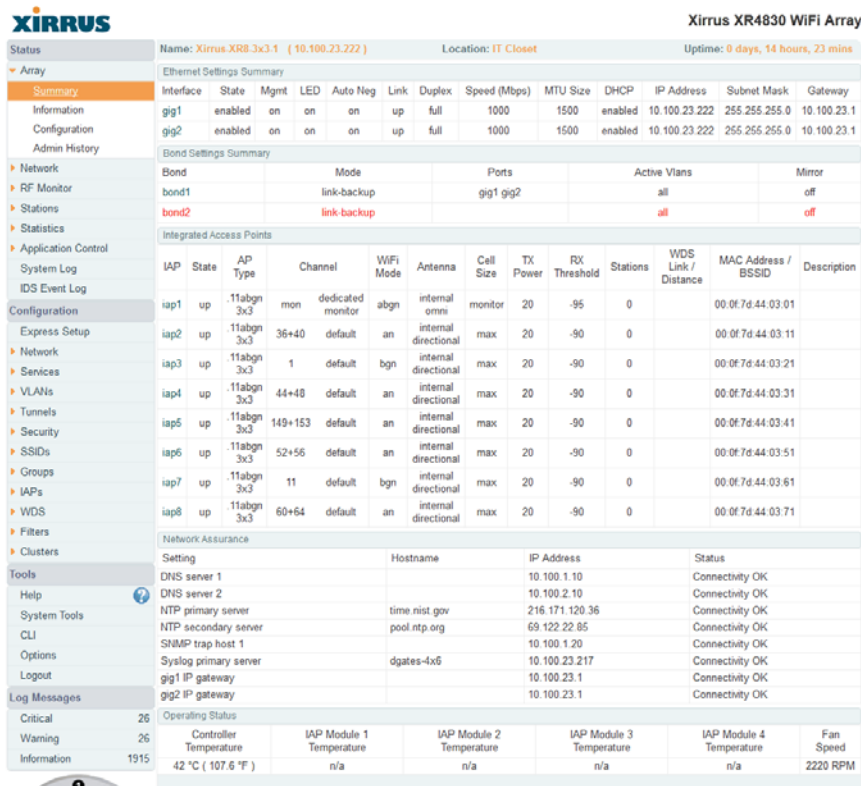 XIRRUS
Xirrus XR4830 WiFi Array
Status
Array
Summary
Information
Configuration
Admin History
Network
RF Monitor
Stations
Statistics
Application Control
System Log
IDS Event Log
Configuration
Express Setup
Network
Services
VLANs
Tunnels
Security
SSIDs
Groups
IAPs
WDS
Filters
Clusters
Tools
Help ?
System Tools
CLI
Options
Logout
Log Messages
Critical 26
Warning 26
Information 1915
Name: Xirrus-XR8-3x3-1 ( 10.100.23.222 ) Location: IT Closet Uptime: 0 days, 14 hours, 23 mins
Ethernet Settings Summary
Interface State Mgmt LED Auto Neg Link Duplex Speed (Mbps) MTU Size DHCP IP Address Subnet Mask Gateway
gig1 enabled on on on up full 1000 1500 enabled 10.100.23.222 255.255.255.0 10.100.23.1
gig2 enabled on on on up full 1000 1500 enabled 10.100.23.222 255.255.255.0 10.100.23.1
Bond Settings Summary
Bond Mode Ports Active Vlans Mirror
bond1 link-backup gig1 gig2 all off
bond2 link-backup all off
Integrated Access Points
IAP State AP Type Channel WiFi Mode Antenna Cell Size TX Power RX Threshold Stations WDS Link / Distance MAC Address / BSSID Description
iap1 up .11abgn 3x3 mon dedicated monitor abgn internal omni monitor 20 -95 0 00:0f:7d:44:03:01
iap2 up .11abgn 3x3 36+40 default an internal directional max 20 -90 0 00:0f:7d:44:03:11
iap3 up .11abgn 3x3 1 default bgn internal directional max 20 -90 0 00:0f:7d:44:03:21
iap4 up .11abgn 3x3 44+48 default an internal directional max 20 -90 0 00:0f:7d:44:03:31
iap5 up .11abgn 3x3 149+153 default an internal directional max 20 -90 0 00:0f:7d:44:03:41
iap6 up .11abgn 3x3 52+56 default an internal directional max 20 -90 0 00:0f:7d:44:03:51
iap7 up .11abgn 3x3 11 default bgn internal directional max 20 -90 0 00:0f:7d:44:03:61
iap8 up .11abgn 3x3 60+64 default an internal directional max 20 -90 0 00:0f:7d:44:03:71
Network Assurance
Setting Hostname IP Address Status
DNS server 1 10.100.1.10 Connectivity OK
DNS server 2 10.100.2.10 Connectivity OK
NTP primary server time.nist.gov 216.171.120.36 Connectivity OK
NTP secondary server pool.ntp.org 69.122.22.85 Connectivity OK
SNMP trap host 1 10.100.1.20 Connectivity OK
Syslog primary server dgates-4x6 10.100.23.217 Connectivity OK
gig1 IP gateway 10.100.23.1 Connectivity OK
gig2 IP gateway 10.100.23.1 Connectivity OK
Operating Status
Controller Temperature IAP Module 1 Temperature IAP Module 2 Temperature IAP Module 3 Temperature IAP Module 4 Temperature Fan Speed
42 °C ( 107.6 °F ) n/a n/a n/a n/a 2220 RPM